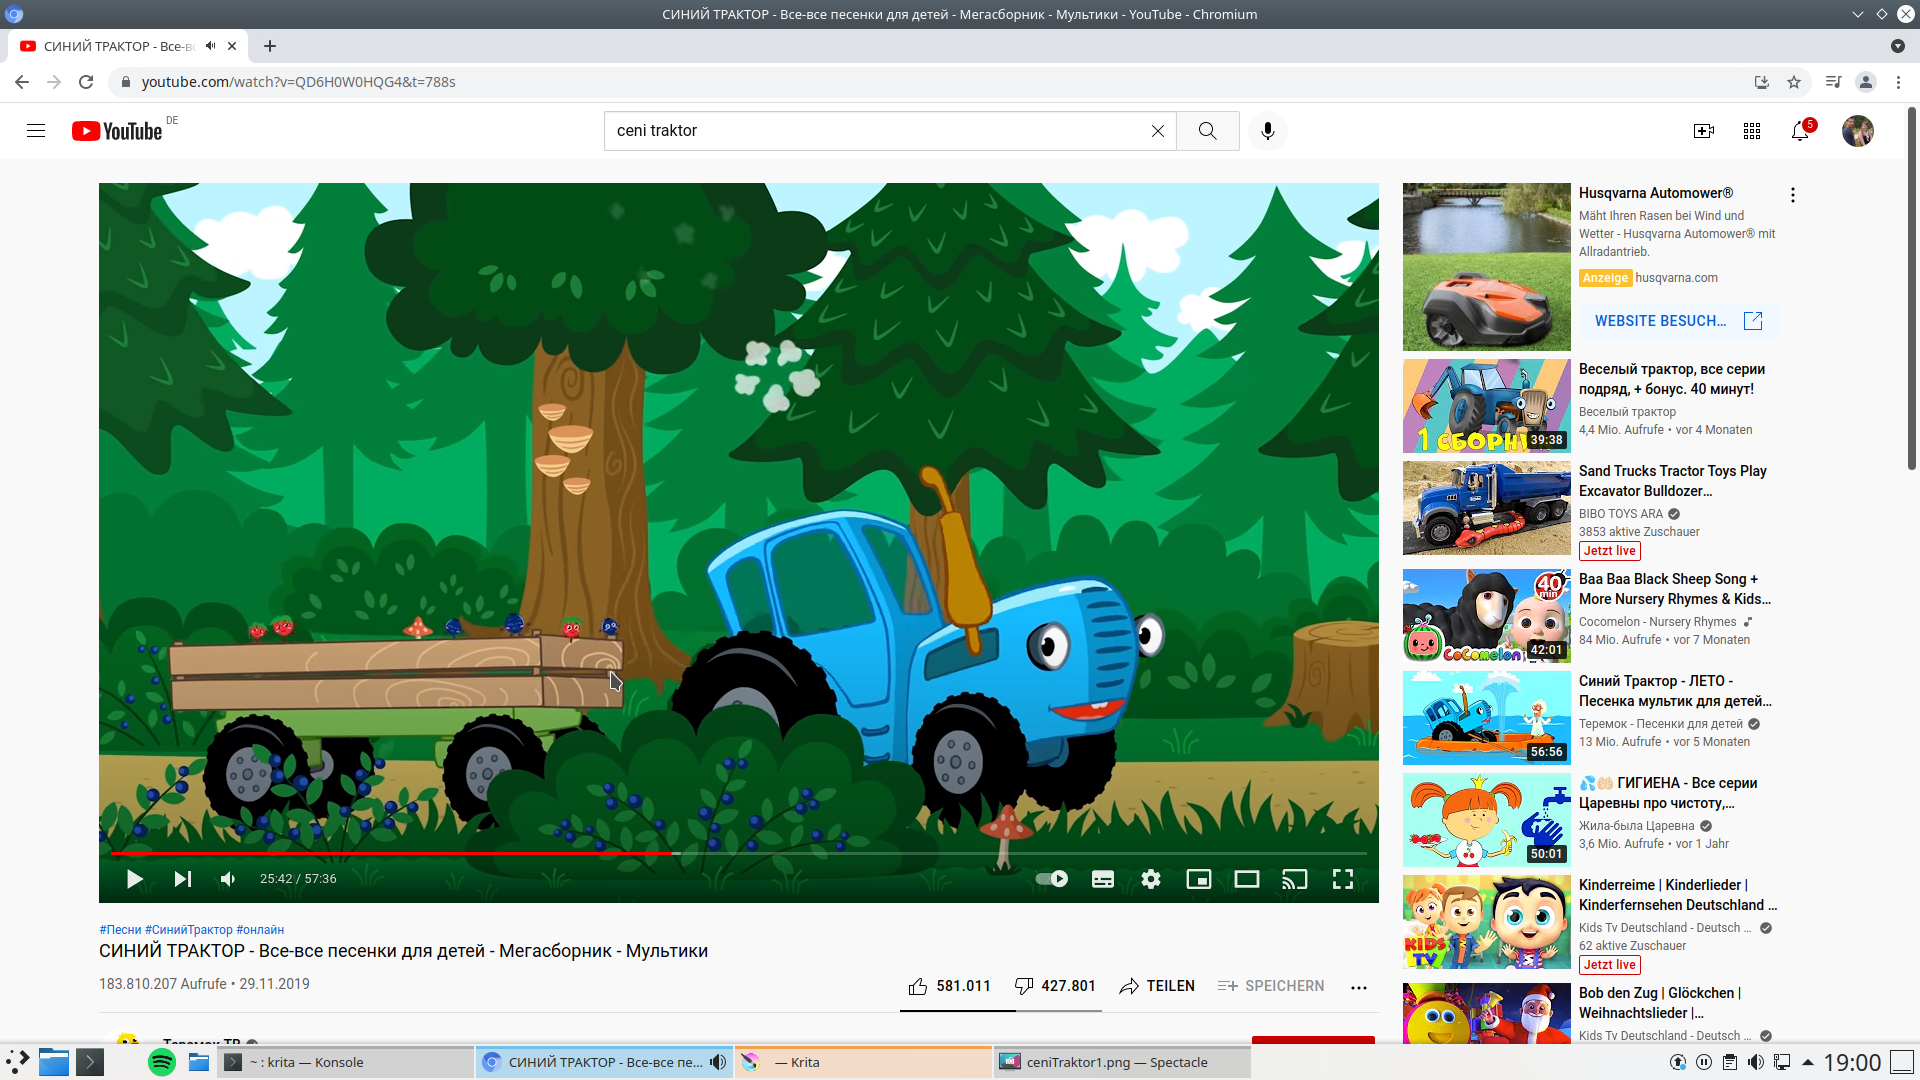 СИНИЙ ТРАКТОР - Все-все песенки для детей - Мегасборник - Мультики - YouTube - Chromium
СИНИЙ ТРАКТОР - Все-вс
youtube.com/watch?v=QD6H0W0HQG4&t=788s
YouTube DE
ceni traktor
5
Husqvarna Automower®
Mäht Ihren Rasen bei Wind und
Wetter - Husqvarna Automower® mit
Allradantrieb.
Anzeige husqvarna.com
WEBSITE BESUCH...
1 СБОРН
39:38
Веселый трактор, все серии
подряд, + бонус. 40 минут!
Веселый трактор
4,4 Mio. Aufrufe • vor 4 Monaten
Sand Trucks Tractor Toys Play
Excavator Bulldozer...
BIBO TOYS ARA
3853 aktive Zuschauer
Jetzt live
40
min
CoComelon
42:01
Baa Baa Black Sheep Song +
More Nursery Rhymes & Kids...
Cocomelon - Nursery Rhymes
84 Mio. Aufrufe • vor 7 Monaten
56:56
Синий Трактор - ЛЕТО -
Песенка мультик для детей...
Теремок - Песенки для детей
13 Mio. Aufrufe • vor 5 Monaten
50:01
ГИГИЕНА - Все серии
Царевны про чистоту,...
Жила-была Царевна
3,6 Mio. Aufrufe • vor 1 Jahr
KIDS
TV
Kinderreime | Kinderlieder |
Kinderfernsehen Deutschland ...
Kids Tv Deutschland - Deutsch ...
62 aktive Zuschauer
Jetzt live
Bob den Zug | Glöckchen |
Weihnachtslieder |...
Kids Tv Deutschland - Deutsch ...
25:42 / 57:36
#Песни #СинийТрактор #онлайн
СИНИЙ ТРАКТОР - Все-все песенки для детей - Мегасборник - Мультики
183.810.207 Aufrufe • 29.11.2019
581.011
427.801
TEILEN
SPEICHERN
Теремок ТВ
~ : krita — Konsole
СИНИЙ ТРАКТОР - Все-все пе...
— Krita
ceniTraktor1.png — Spectacle
19:00